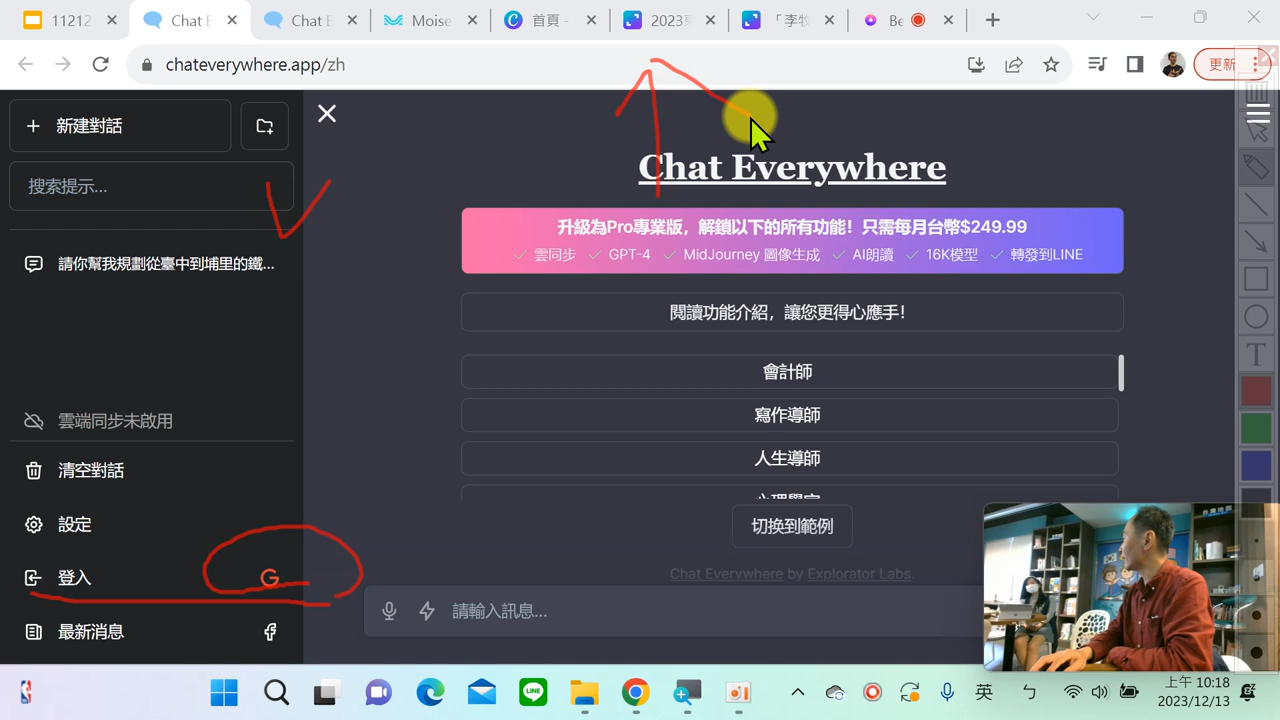 11212
Chat E
Chat E
Moise
首頁 -
2023
「李牧
Be
chateverywhere.app/zh
更新
新建對話
搜索提示...
請你幫我規劃從臺中到埔里的鐵...
雲端同步未啟用
清空對話
設定
登入
G
最新消息
Chat Everywhere
升級為Pro專業版，解鎖以下的所有功能！只需每月台幣$249.99
雲同步 GPT-4 MidJourney 圖像生成 AI朗讀 16K模型 轉發到LINE
閱讀功能介紹，讓您更得心應手！
會計師
寫作導師
人生導師
心理學家
切換到範例
Chat Everywhere by Explorator Labs.
請輸入訊息...
T
LINE
英
ㄅ
上午 10:18
2023/12/13